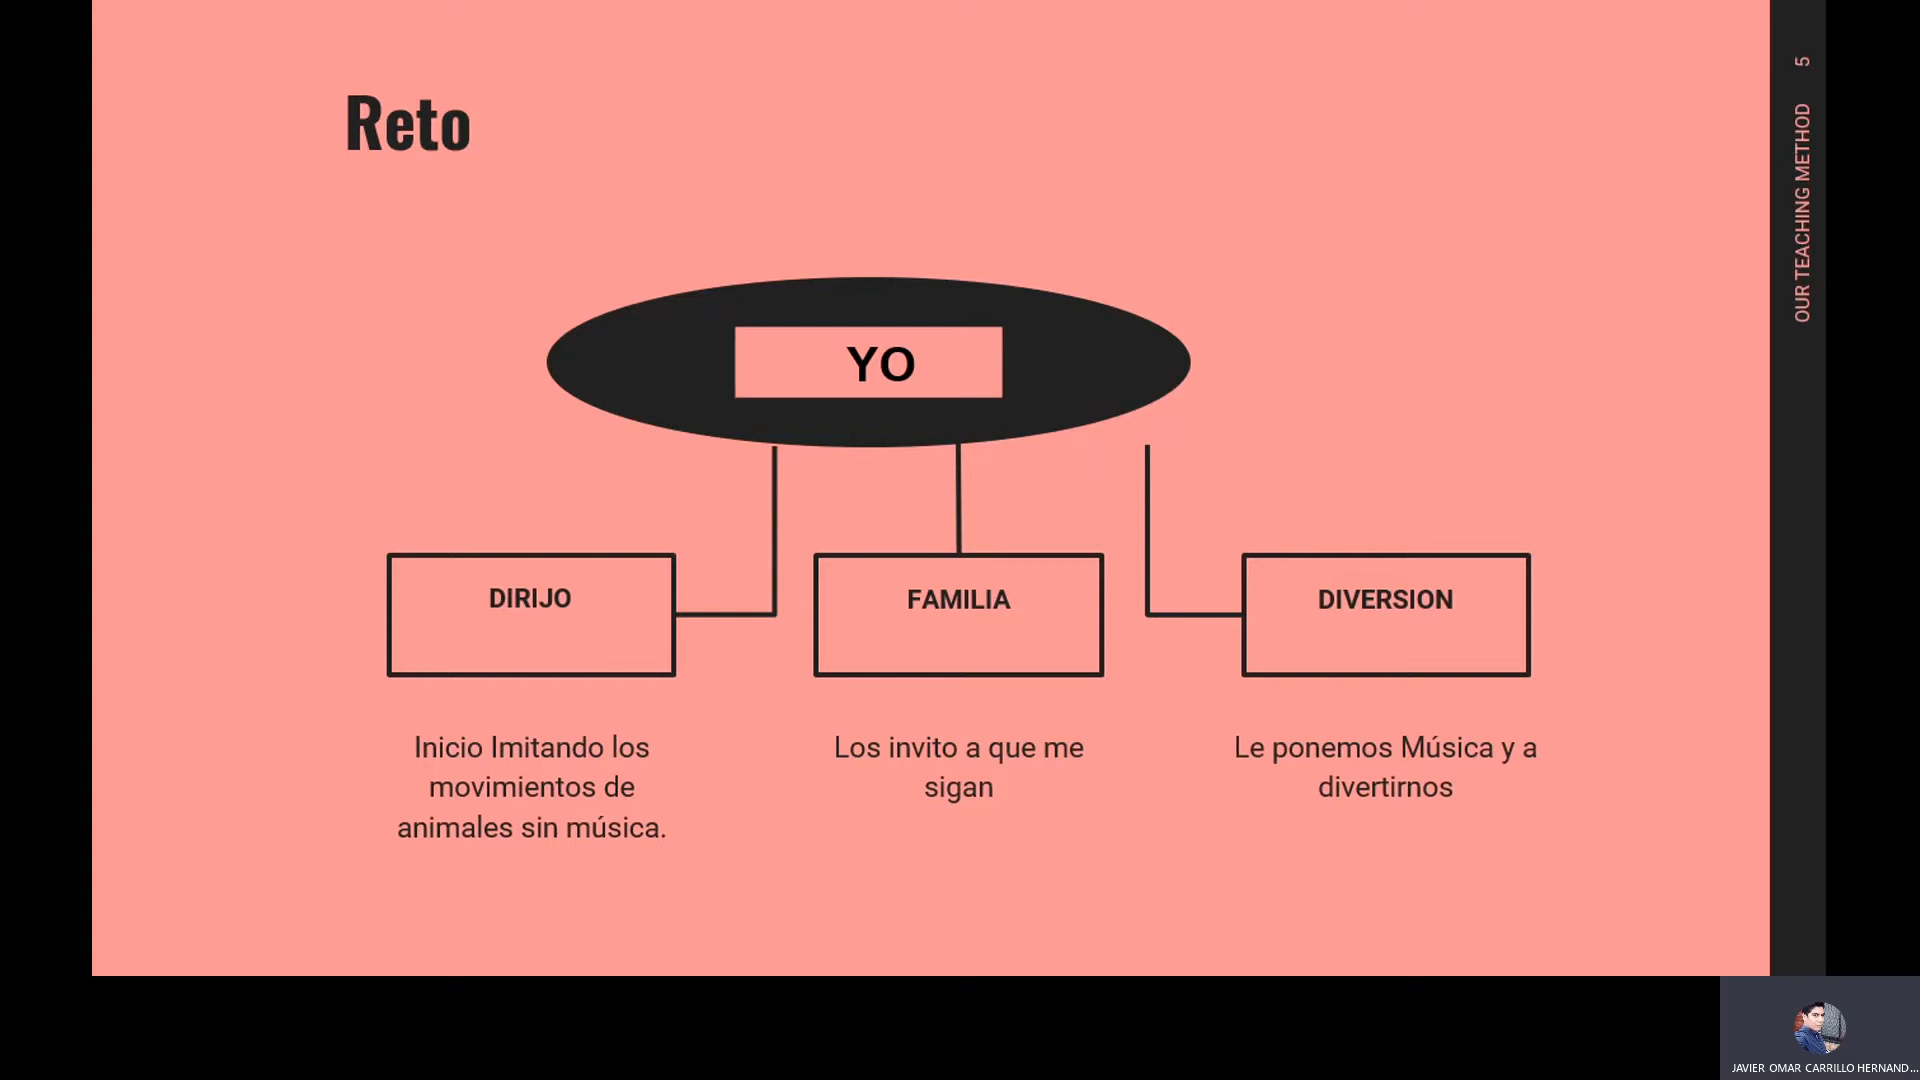 Reto
OUR TEACHING METHOD 5
YO
DIRIJO
FAMILIA
DIVERSION
Inicio Imitando los
movimientos de
animales sin música.
Los invito a que me
sigan
Le ponemos Música y a
divertirnos
JAVIER OMAR CARRILLO HERNAND...